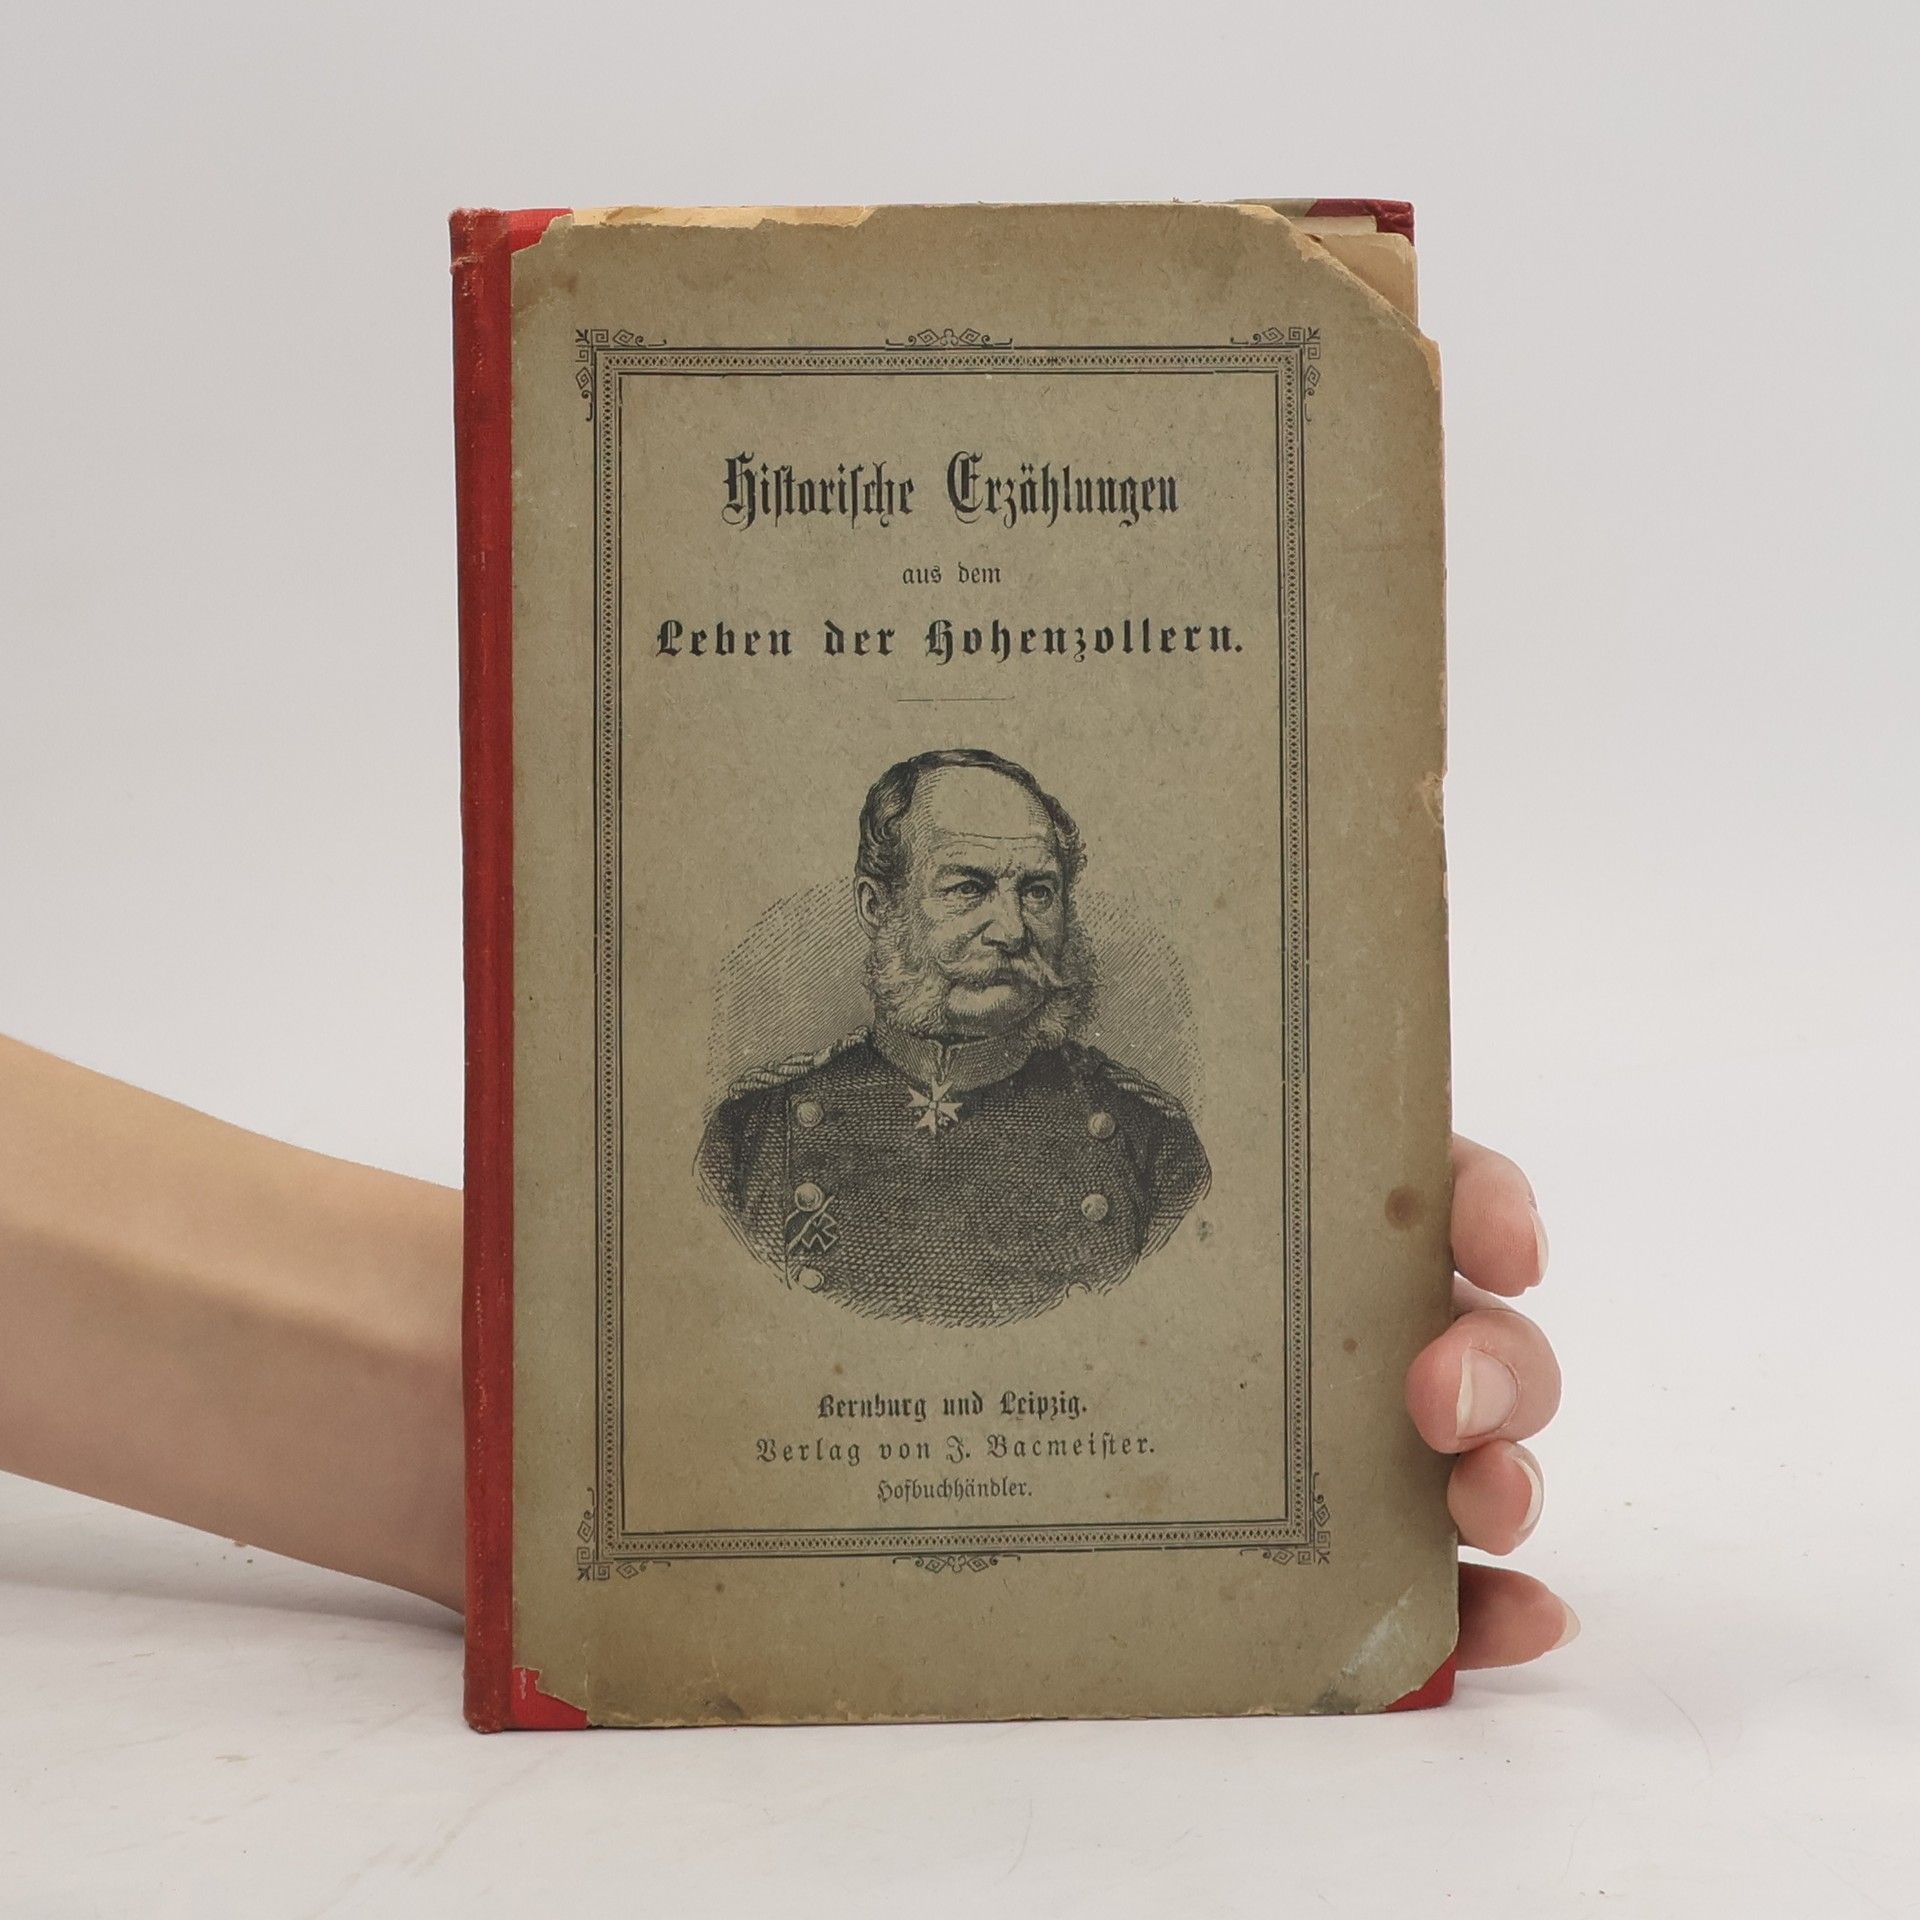 Hiſtoriſche Erzählungen
aus dem
Leben der Hohenzollern.
Bernburg und Leipzig.
Verlag von J. Bacmeiſter.
Hofbuchhändler.